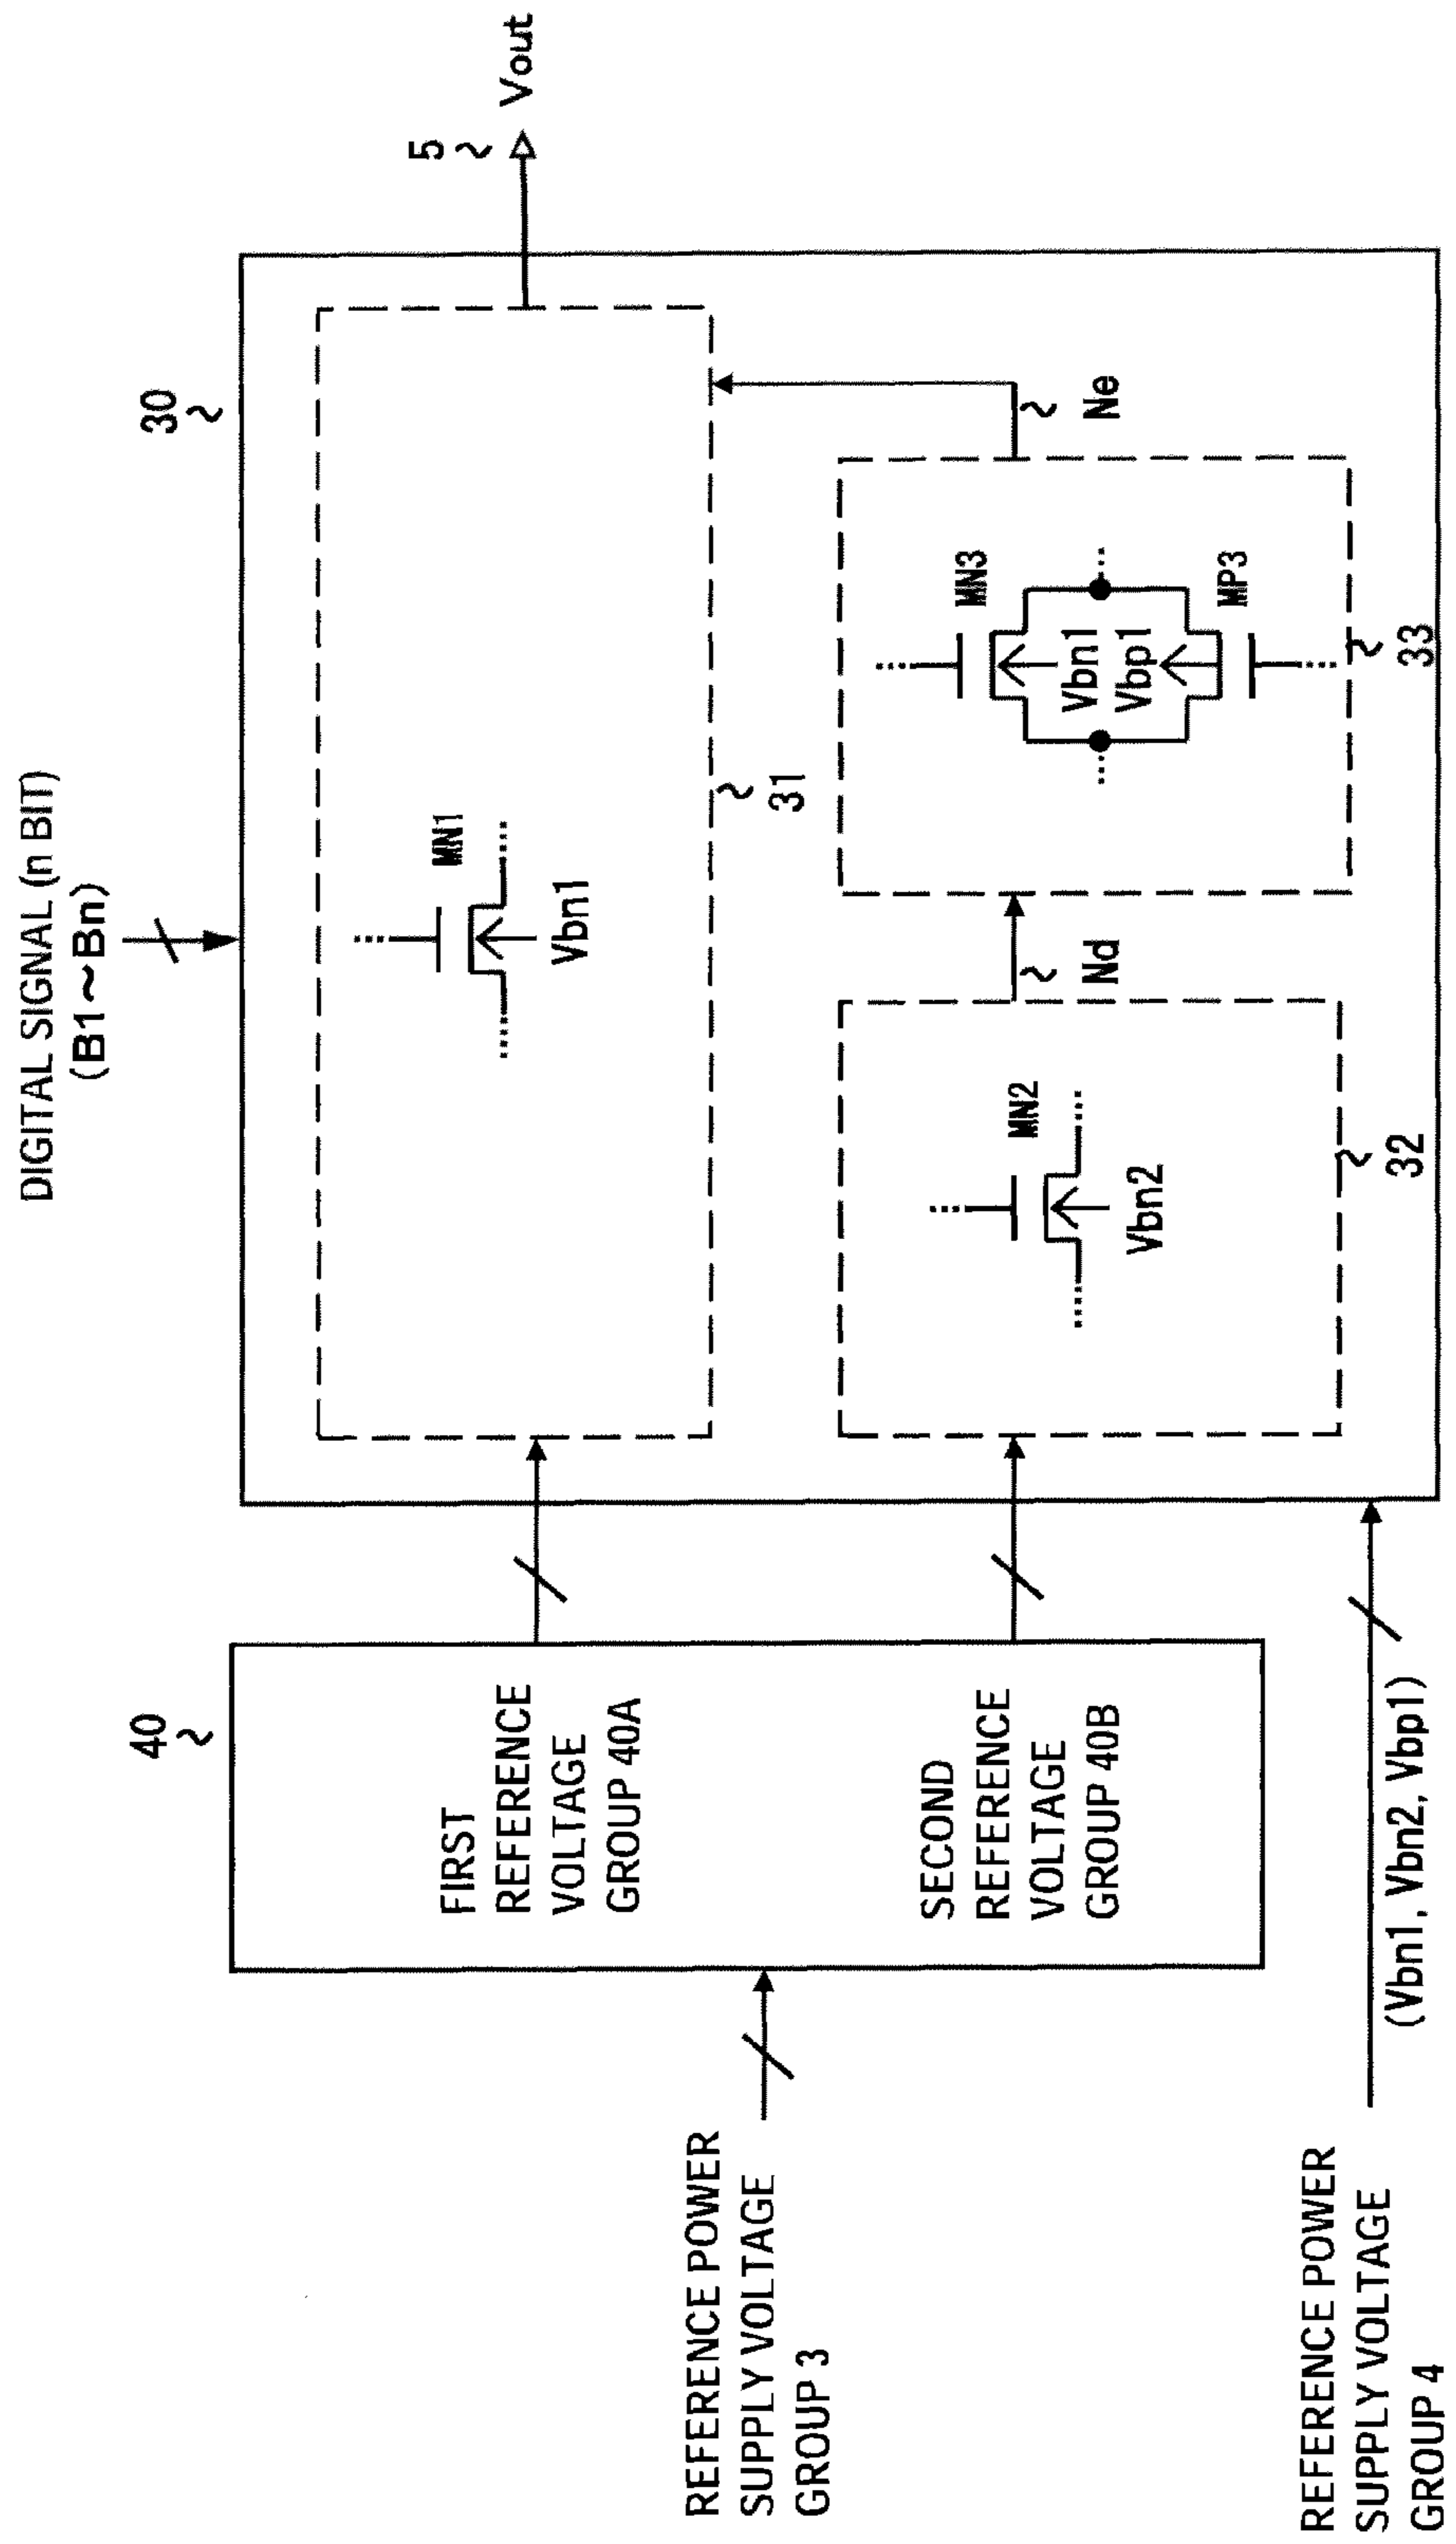 DIGITAL SIGNAL (n BIT)
(B1~Bn)
40
FIRST
REFERENCE
VOLTAGE
GROUP 40A
SECOND
REFERENCE
VOLTAGE
GROUP 40B
REFERENCE POWER
SUPPLY VOLTAGE
GROUP 3
REFERENCE POWER
SUPPLY VOLTAGE
GROUP 4
(Vbn1, Vbn2, Vbp1)
30
MN1
Vbn1
31
MN2
Vbn2
32
Nd
MN3
Vbn1
Vbp1
MP3
33
Ne
5
Vout